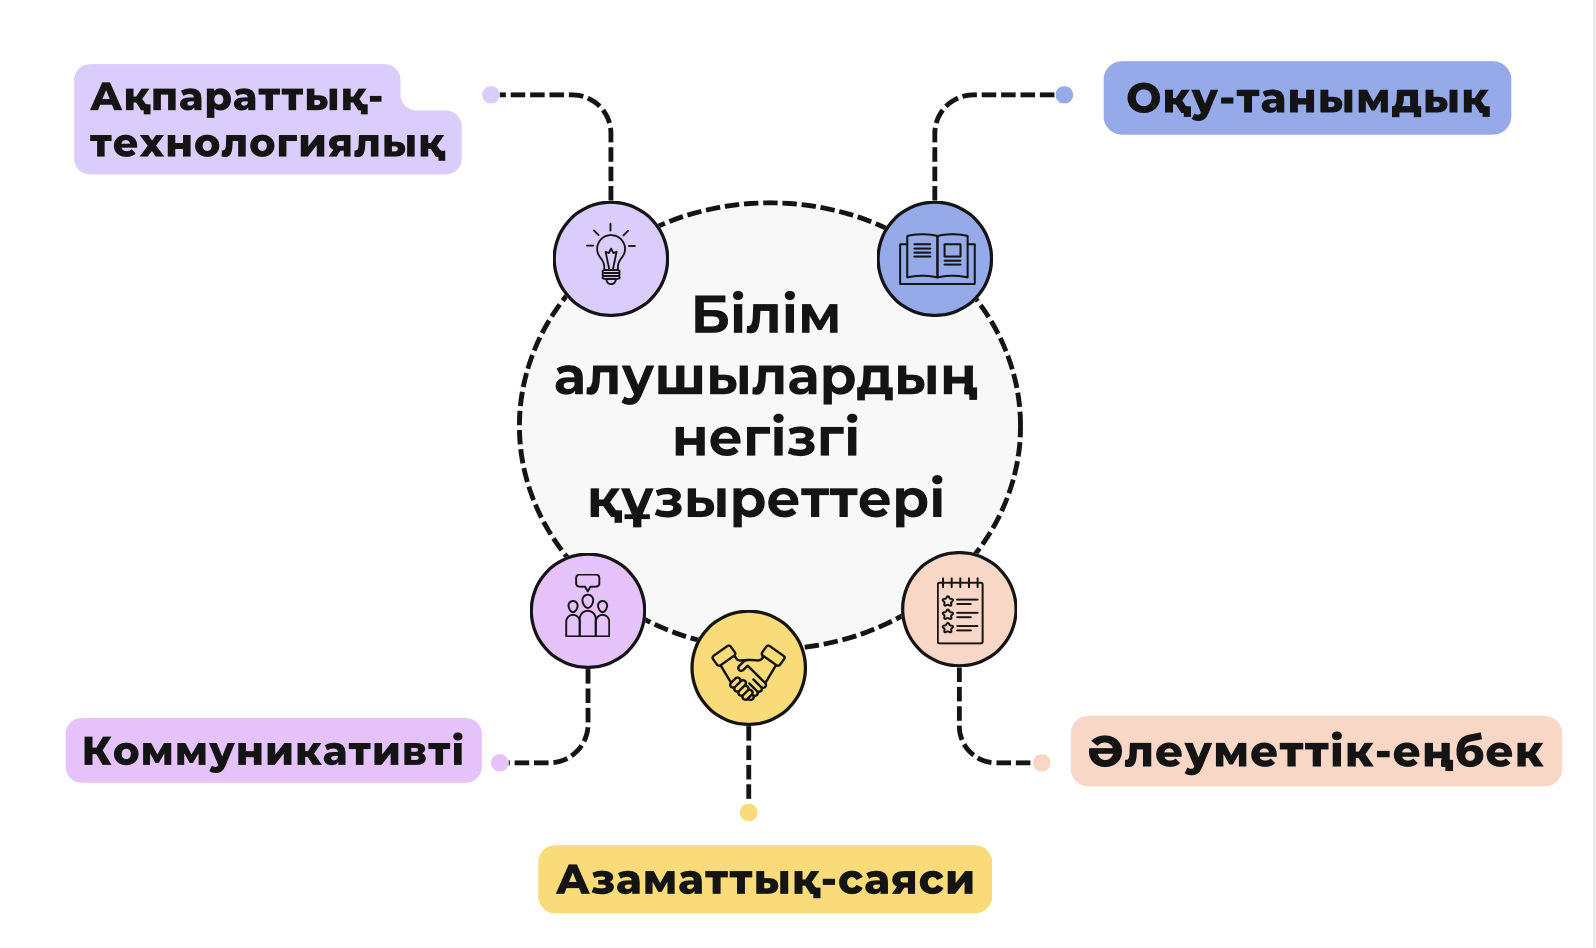 Ақпараттық-
технологиялық
Оқу-танымдық
Білім
алушылардың
негізгі
құзыреттері
Коммуникативті
Әлеуметтік-еңбек
Азаматтық-саяси